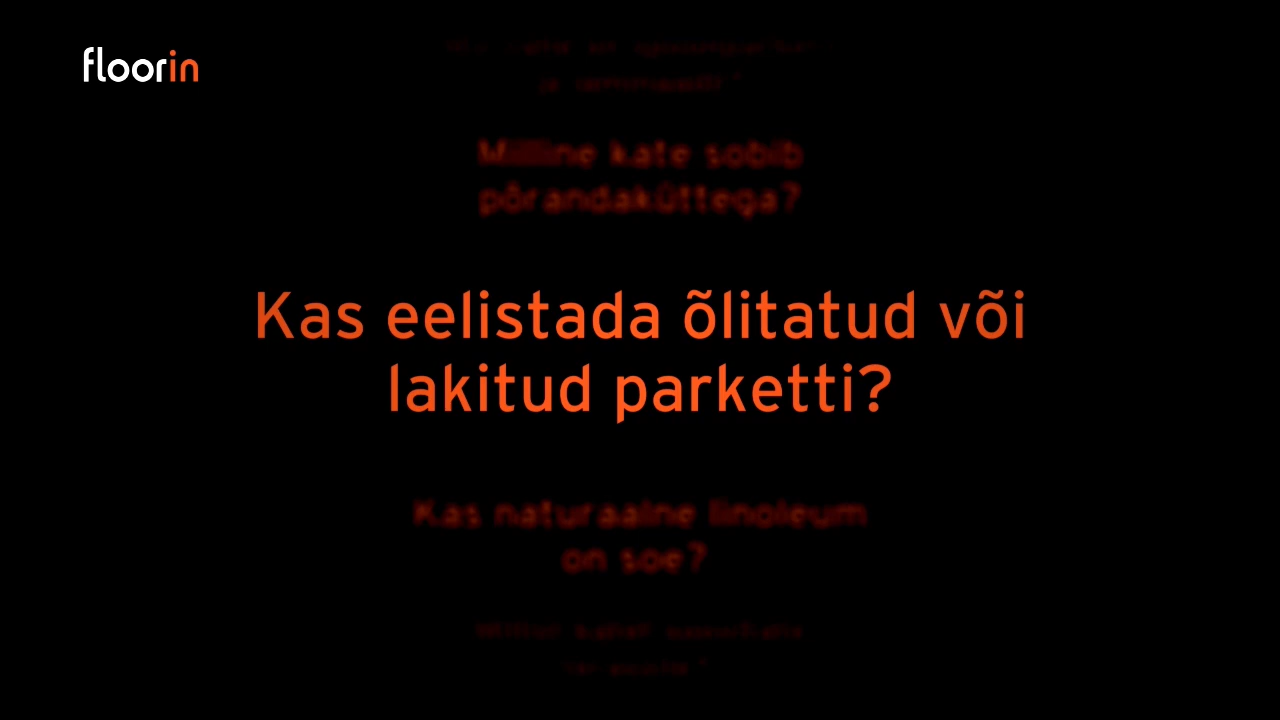 floorin
Milline kate sobib
põrandaküttega?
Kas eelistada õlitatud või
lakitud parketti?
Kas naturaalne linoleum
on soe?